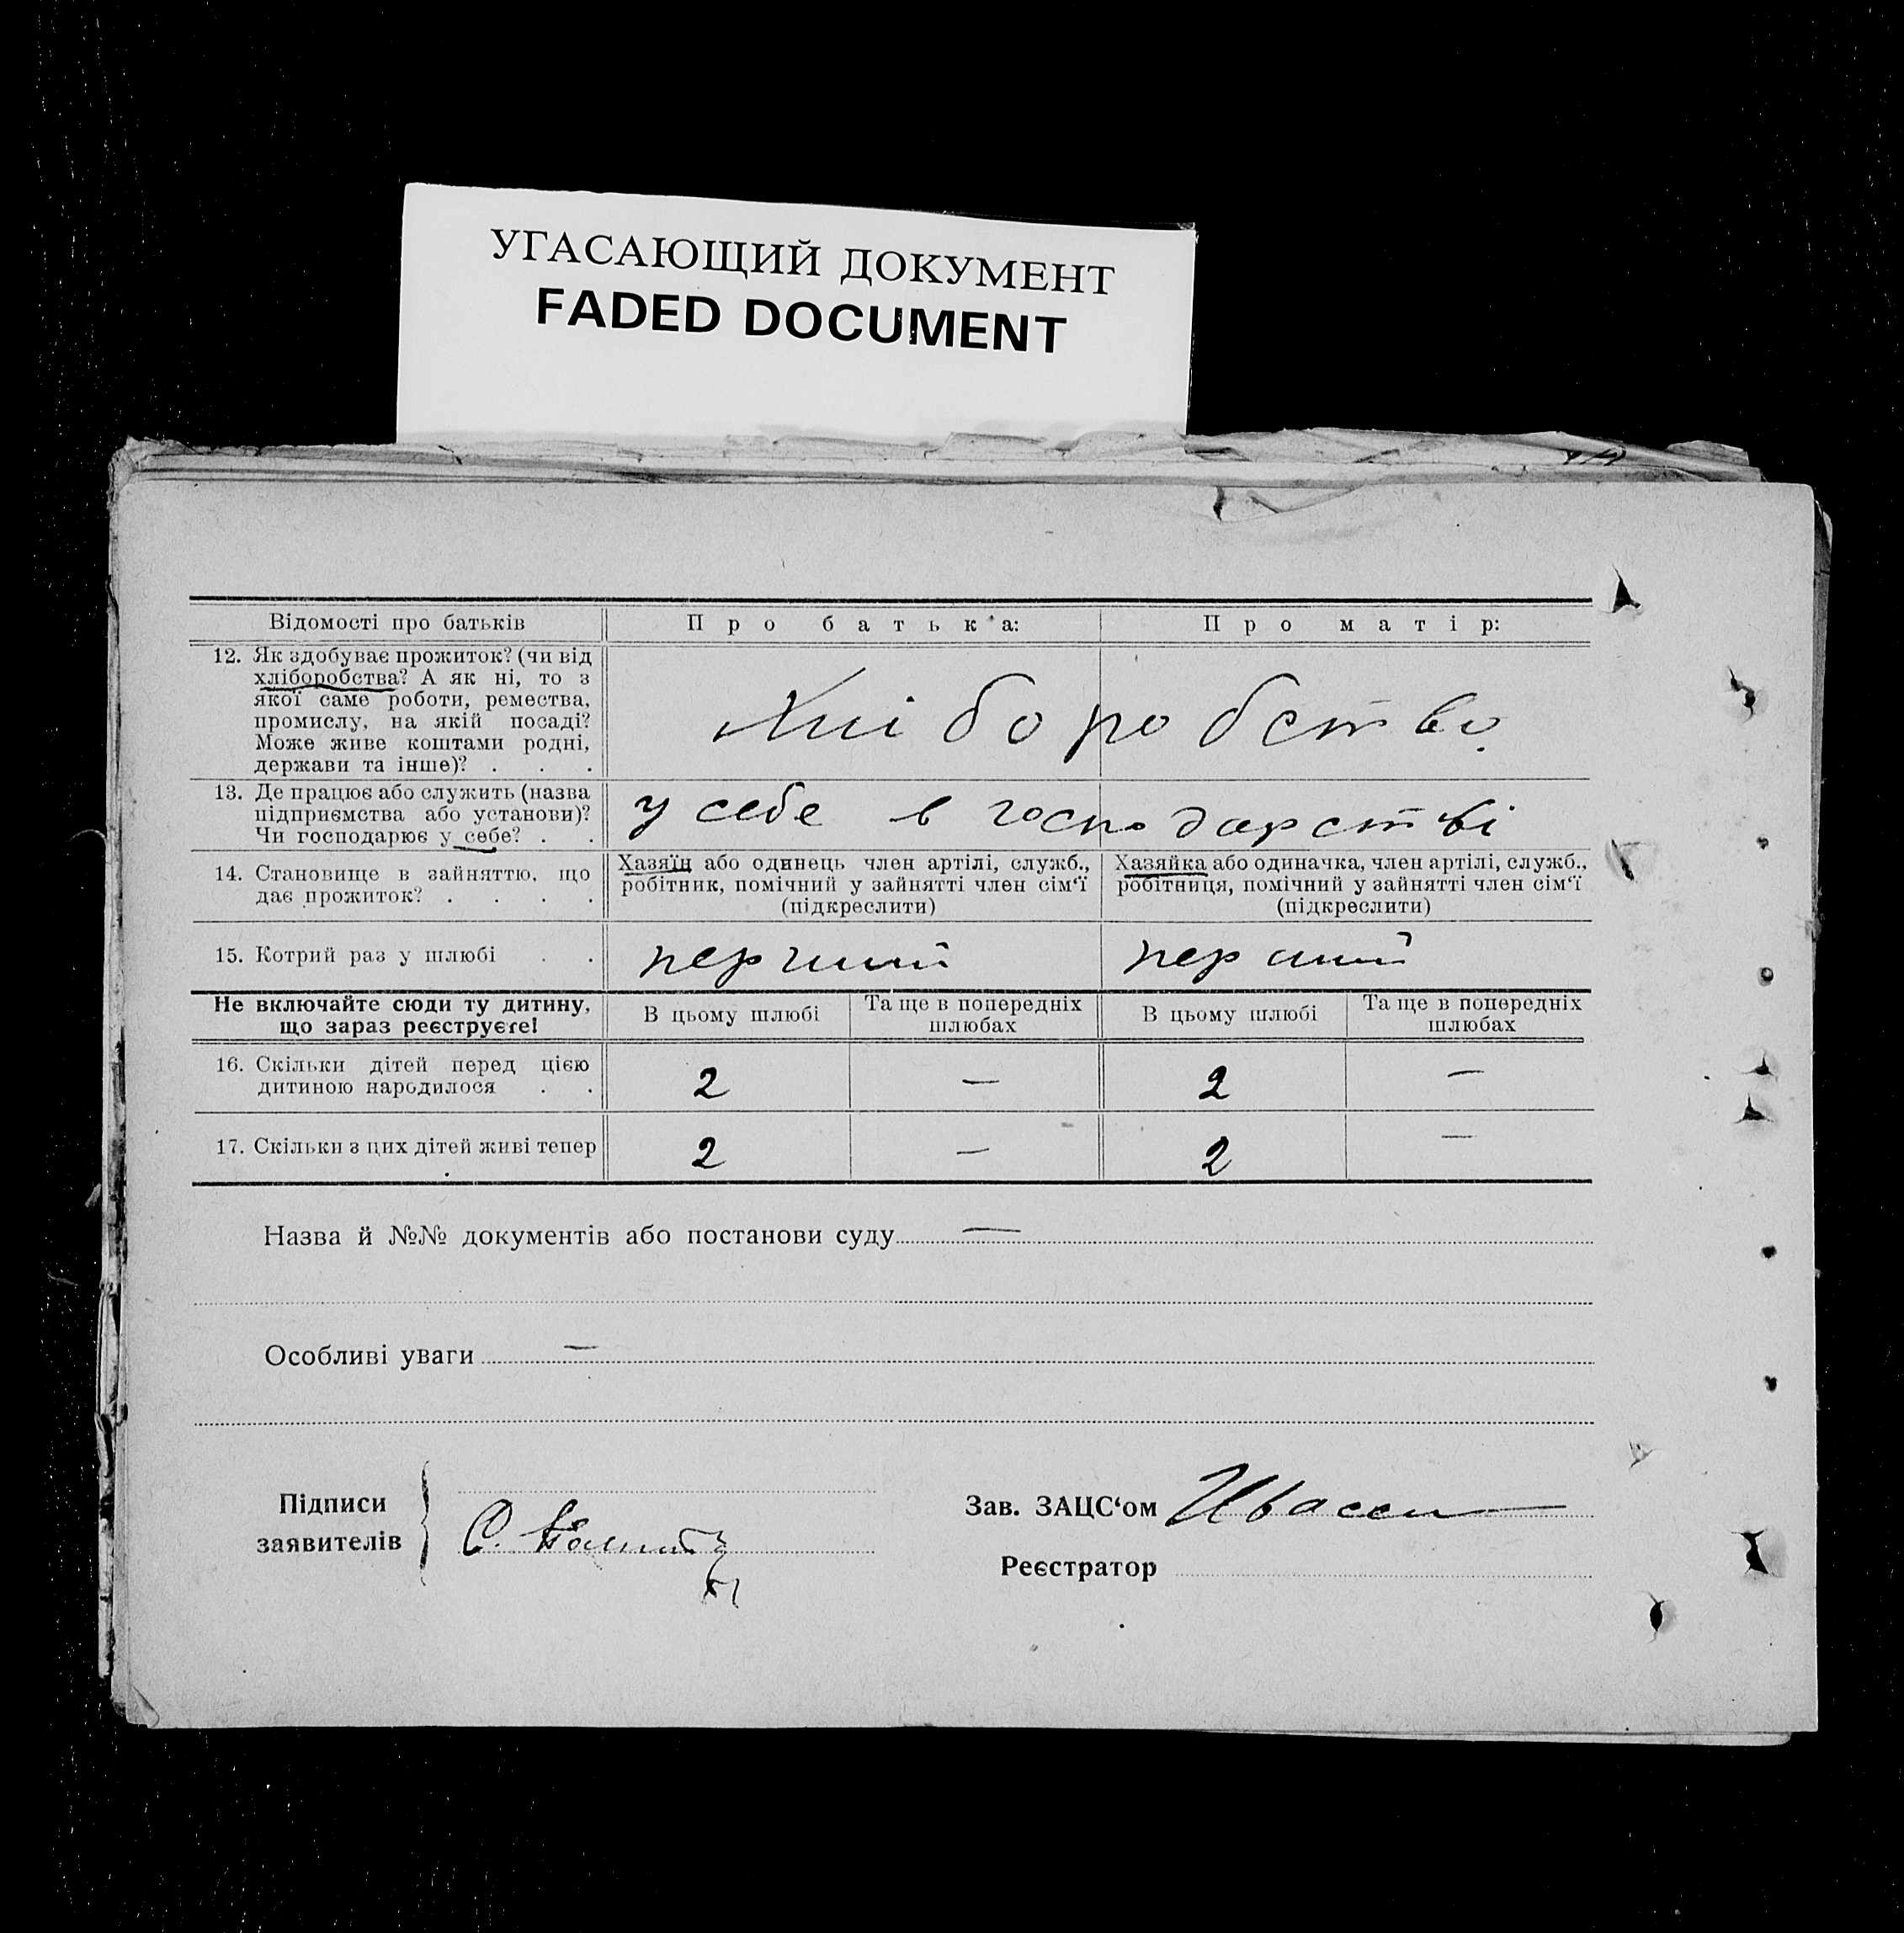 УГАСАЮЩИЙ ДОКУМЕНТ
FADED DOCUMENT
Відомості про батьків
Про батька:
Про матір:
12. Як здобуває прожиток? (чи від
хліборобства? А як ні, то з
якої саме роботи, ремества,
промислу, на якій посаді?
Може живе коштами родні,
держави та інше)? . . .
Хліборобство
13. Де працює або служить (назва
підприємства або установи)?
Чи господарює у себе? . .
у себе в господарстві
14. Становище в зайняттю, що
дає прожиток? . . . .
Хазяїн або одинець член артілі, служб.,
робітник, помічний у зайнятті член сім‘ї
(підкреслити)
Хазяйка або одиначка, член артілі, служб.,
робітниця, помічний у зайнятті член сім‘ї
(підкреслити)
15. Котрий раз у шлюбі . .
перший
перший
Не включайте сюди ту дитину,
що зараз реєструєте!
В цьому шлюбі
Та ще в попередніх
шлюбах
В цьому шлюбі
Та ще в попередніх
шлюбах
16. Скільки дітей перед цією
дитиною народилося . .
2 — 2 —
17. Скільки з цих дітей живі тепер
2 — 2 —
Назва й №№ документів або постанови суду —
Особливі уваги —
Підписи
заявителів
С.
Зав. ЗАЦС‘ом
Реєстратор